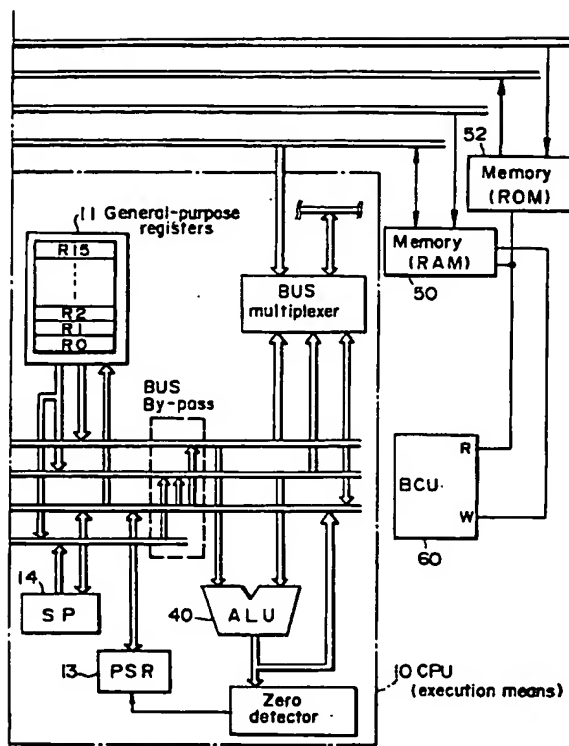 52
Memory
(ROM)
11 General-purpose
registers
R15
R2
R1
R0
Memory
(RAM)
50
BUS
multiplexer
BUS
By-pass
R
BCU
W
60
14
SP
40
ALU
13
PSR
Zero
detector
10 CPU
(execution means)